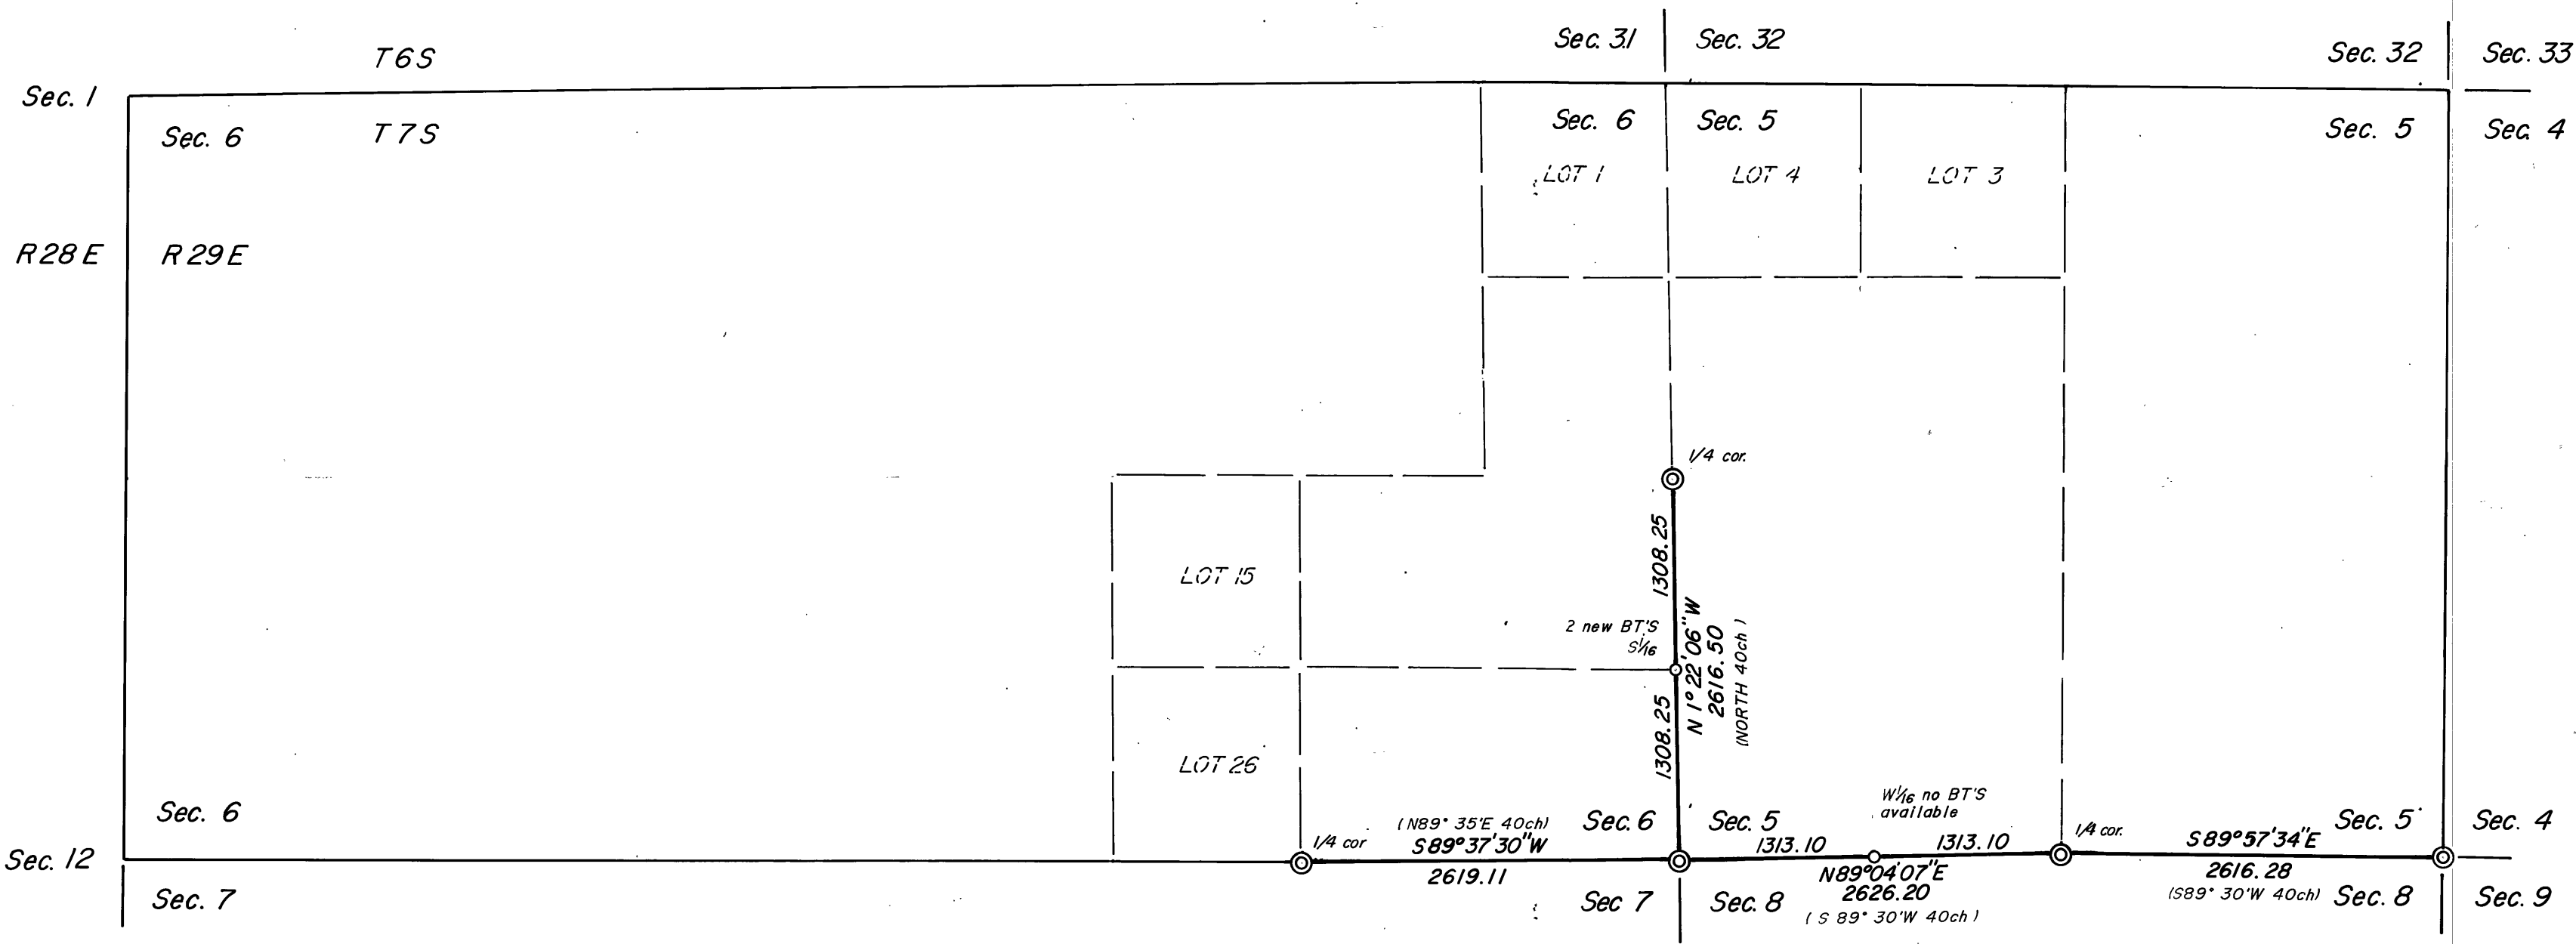 Sec. 31
Sec. 32
Sec. 32
Sec. 33
T6S
Sec. 1
Sec. 6
T7S
Sec. 6
Sec. 5
Sec. 5
Sec. 4
LOT 1
LOT 4
LOT 3
R28E
R29E
1/4 cor.
1308.25
LOT 15
2 new BT'S
S1/16
N 1° 22' 06" W
2616.50
(NORTH 40ch)
1308.25
LOT 26
Sec. 6
W1/16 no BT'S
available
(N89° 35'E 40ch)
Sec. 6
Sec. 5
Sec. 5
Sec. 4
1/4 cor
S89°37'30"W
1313.10
1313.10
1/4 cor.
S89°57'34"E
Sec. 12
2619.11
N89°04'07"E
2616.28
Sec. 7
Sec 7
Sec. 8
2626.20
(S 89° 30'W 40ch)
(S89° 30'W 40ch)
Sec. 8
Sec. 9